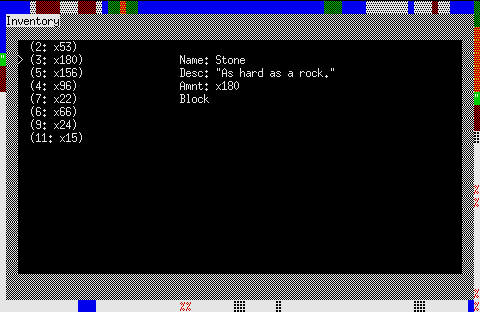 Inventory
(2: x53)
>(3: x180) Name: Stone
(5: x156) Desc: "As hard as a rock."
(4: x96) Amnt: x180
(7: x22) Block
(6: x66)
(9: x24)
(11: x15)
%
%
%
%%
%